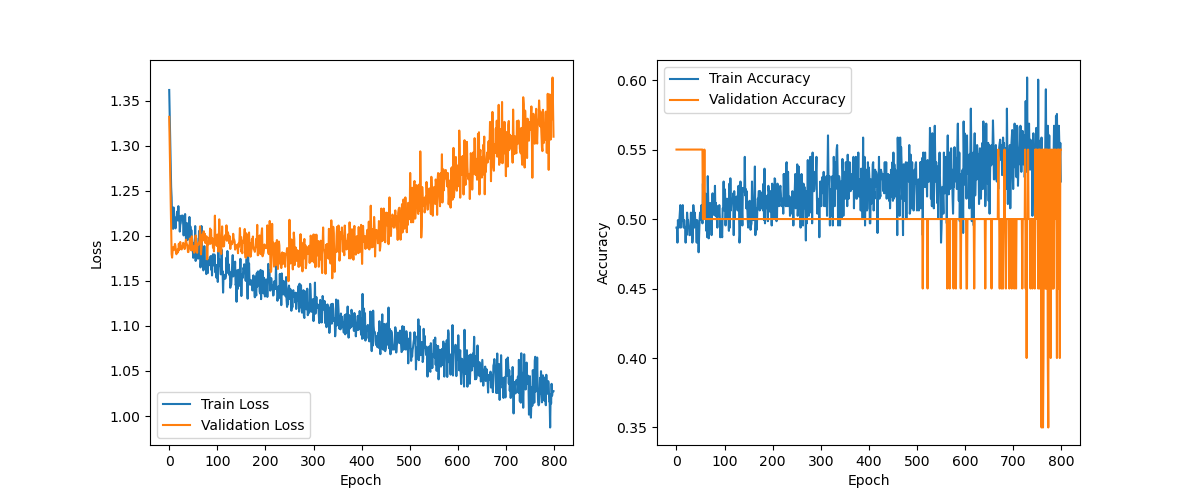 1.35
1.30
1.25
1.20
1.15
1.10
1.05
1.00
Loss
Train Loss
Validation Loss
0 100 200 300 400 500 600 700 800
Epoch
0.60
0.55
0.50
0.45
0.40
0.35
Accuracy
Train Accuracy
Validation Accuracy
0 100 200 300 400 500 600 700 800
Epoch